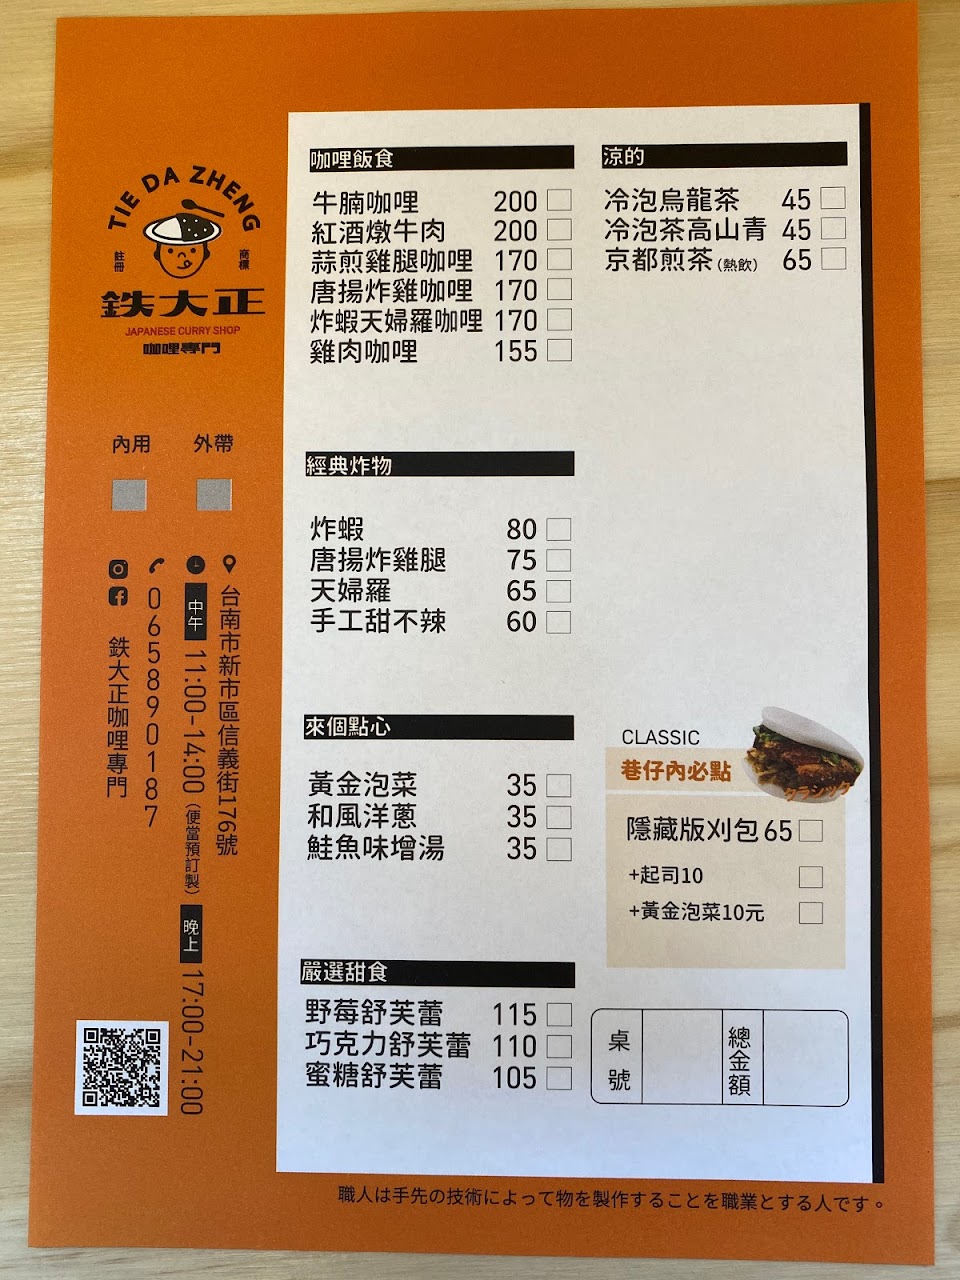 TIE DA ZHENG
註冊 商標
鉄大正
JAPANESE CURRY SHOP
咖哩專門
內用 外帶
台南市新市區信義街176號
中午 11:00-14:00 (便當預訂製) 晚上 17:00-21:00
065890187
鉄大正咖哩專門
咖哩飯食
牛腩咖哩 200
紅酒燉牛肉 200
蒜煎雞腿咖哩 170
唐揚炸雞咖哩 170
炸蝦天婦羅咖哩 170
雞肉咖哩 155
經典炸物
炸蝦 80
唐揚炸雞腿 75
天婦羅 65
手工甜不辣 60
來個點心
黃金泡菜 35
和風洋蔥 35
鮭魚味增湯 35
嚴選甜食
野莓舒芙蕾 115
巧克力舒芙蕾 110
蜜糖舒芙蕾 105
涼的
冷泡烏龍茶 45
冷泡茶高山青 45
京都煎茶(熱飲) 65
CLASSIC
巷仔內必點
クラシック
隱藏版刈包 65
+起司10
+黃金泡菜10元
桌號 總金額
職人は手先の技術によって物を製作することを職業とする人です。